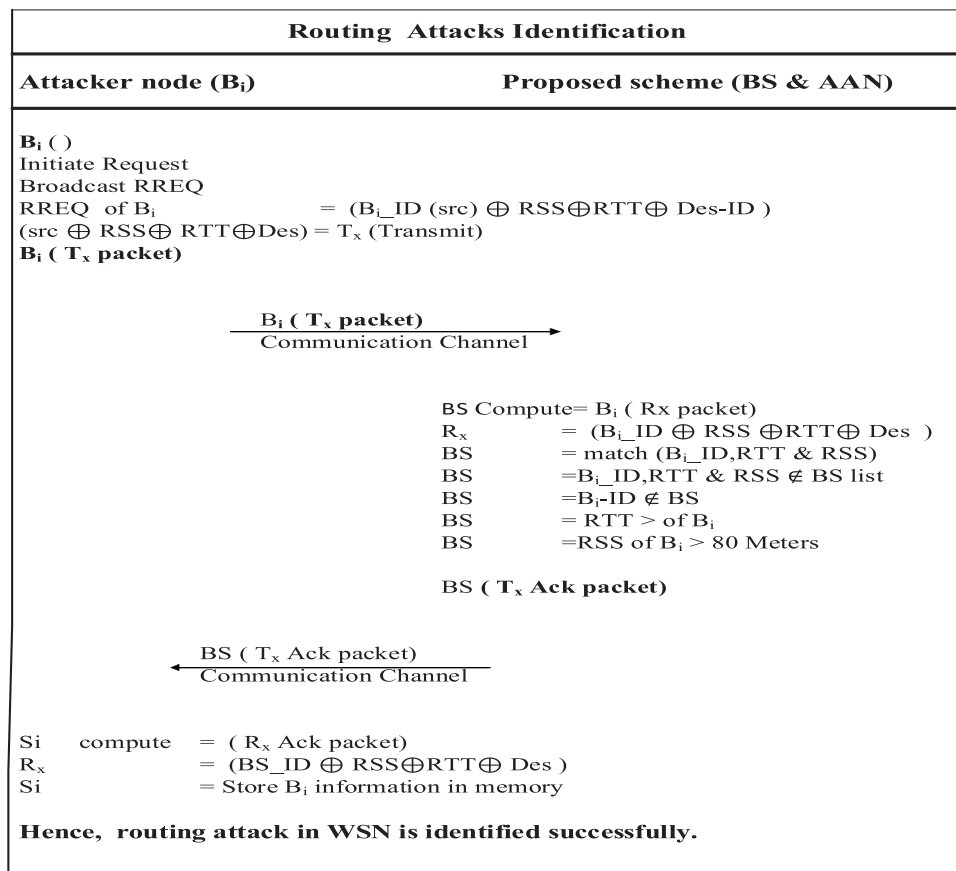 Routing Attacks Identification
Attacker node (Bᵢ) Proposed scheme (BS & AAN)
Bᵢ ( )
Initiate Request
Broadcast RREQ
RREQ of Bᵢ = (Bᵢ_ID (src) ⊕ RSS⊕RTT⊕ Des-ID )
(src ⊕ RSS⊕ RTT⊕Des) = Tₓ (Transmit)
Bᵢ ( Tₓ packet)
Bᵢ ( Tₓ packet)
Communication Channel
BS Compute= Bᵢ ( Rx packet)
Rₓ = (Bᵢ_ID ⊕ RSS ⊕RTT⊕ Des )
BS = match (Bᵢ_ID,RTT & RSS)
BS =Bᵢ_ID,RTT & RSS ∉ BS list
BS =Bᵢ-ID ∉ BS
BS = RTT > of Bᵢ
BS =RSS of Bᵢ > 80 Meters
BS ( Tₓ Ack packet)
BS ( Tₓ Ack packet)
Communication Channel
Si compute = ( Rₓ Ack packet)
Rₓ = (BS_ID ⊕ RSS⊕RTT⊕ Des )
Si = Store Bᵢ information in memory
Hence, routing attack in WSN is identified successfully.